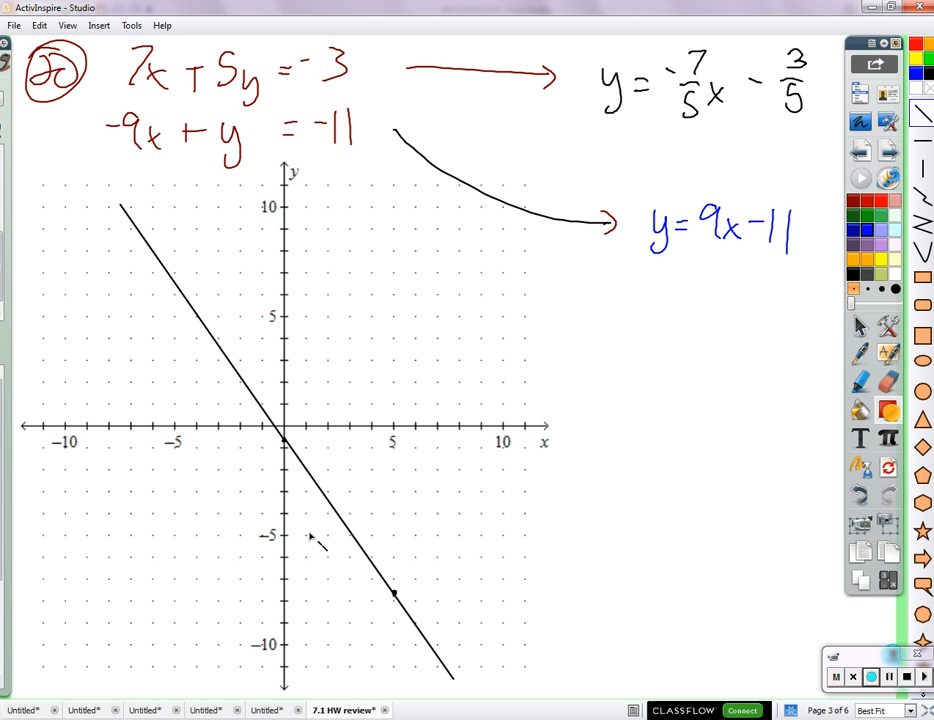 ActivInspire - Studio
File Edit View Insert Tools Help
20 7x + 5y = -3 y = -7/5 x - 3/5
-9x + y = -11
y = 9x - 11
y
10
5
-10 -5 5 10 x
-5
-10
M
Untitled* Untitled* Untitled* Untitled* Untitled* 7.1 HW review* CLASSFLOW Connect Page 3 of 6 Best Fit